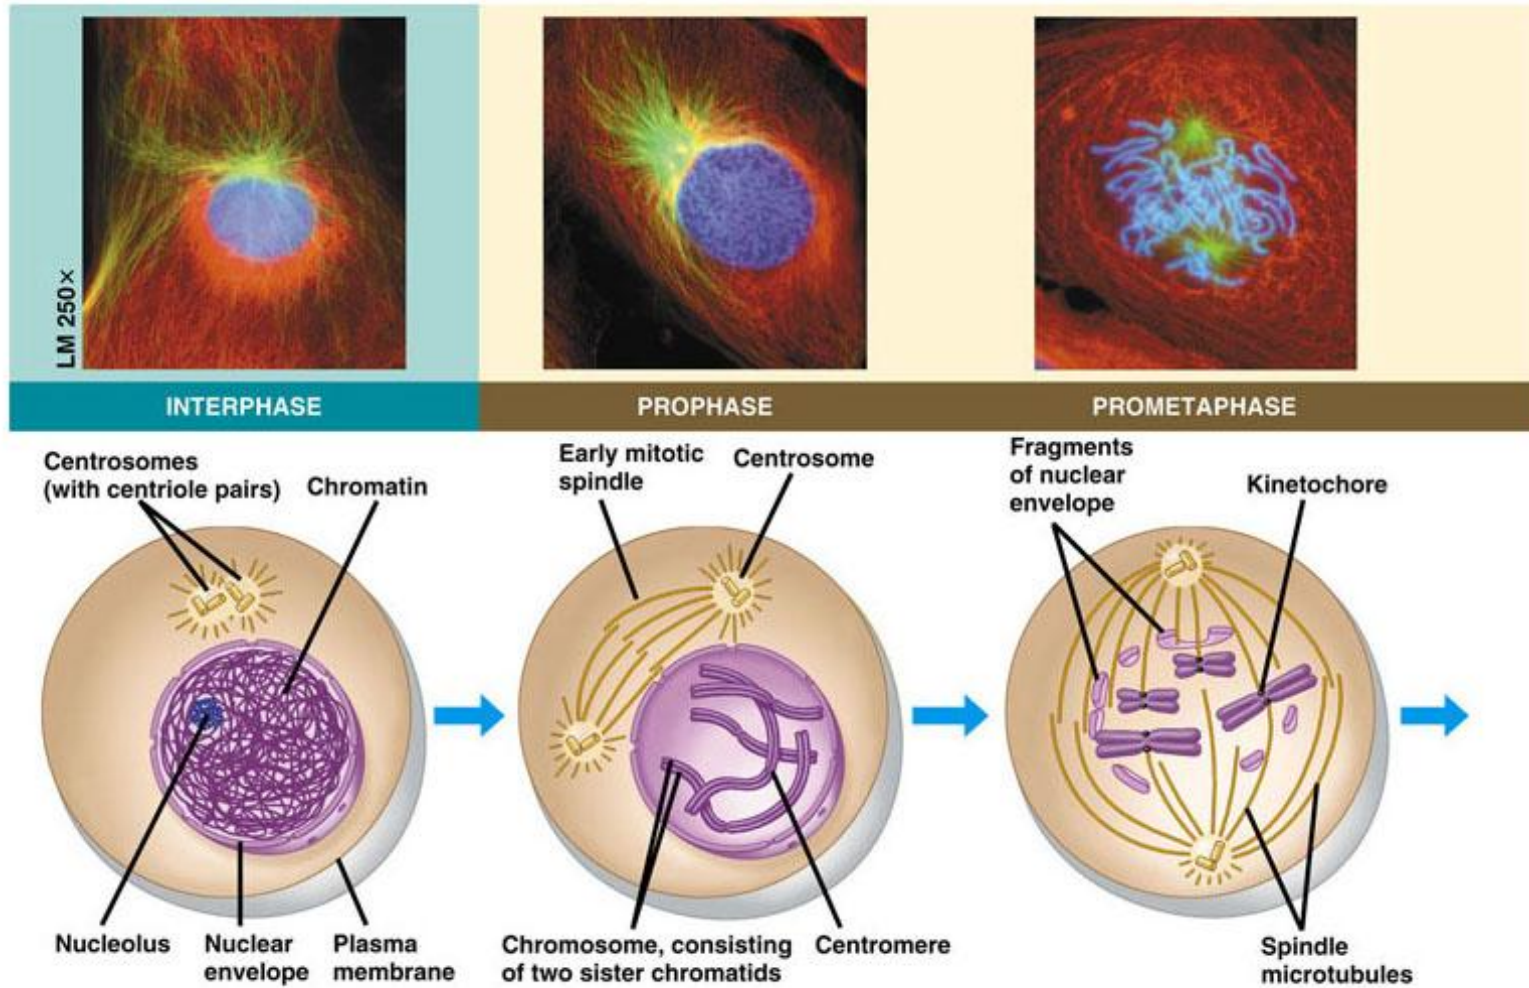 LM 250×
INTERPHASE
PROPHASE
PROMETAPHASE
Centrosomes
(with centriole pairs)
Chromatin
Early mitotic
spindle
Centrosome
Fragments
of nuclear
envelope
Kinetochore
Nucleolus
Nuclear
envelope
Plasma
membrane
Chromosome, consisting
of two sister chromatids
Centromere
Spindle
microtubules